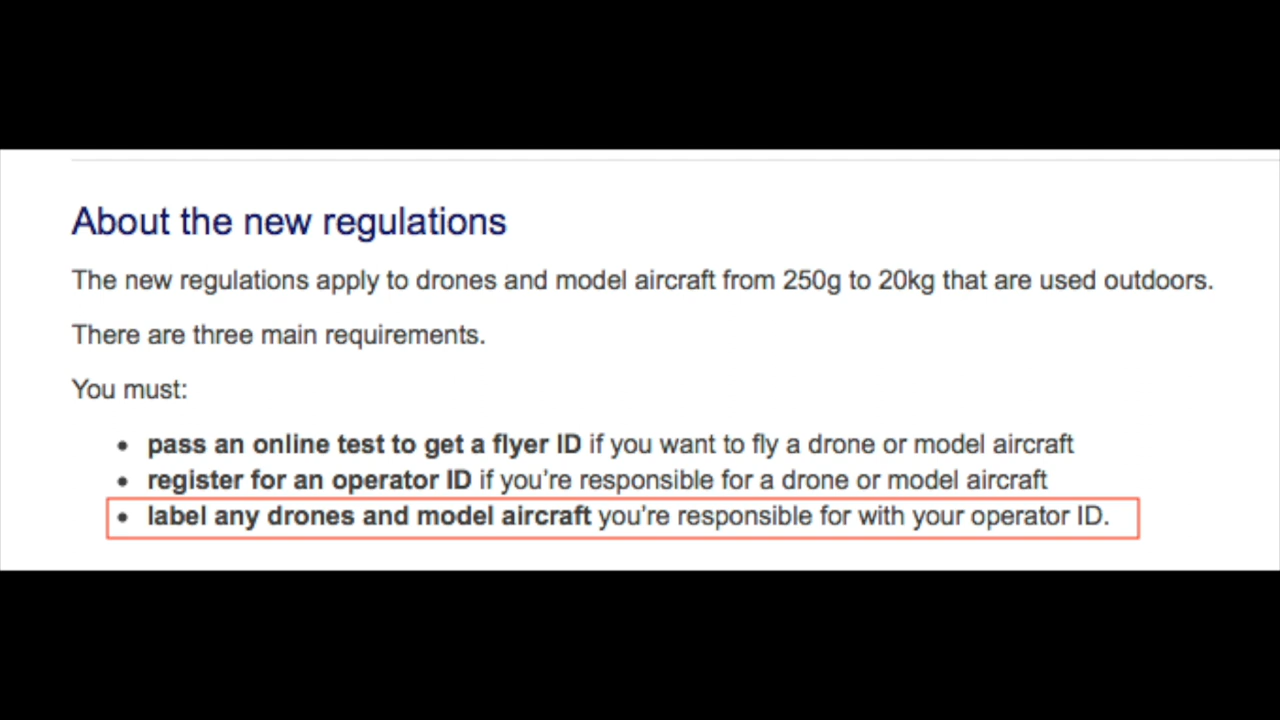 About the new regulations
The new regulations apply to drones and model aircraft from 250g to 20kg that are used outdoors.
There are three main requirements.
You must:
• pass an online test to get a flyer ID if you want to fly a drone or model aircraft
• register for an operator ID if you’re responsible for a drone or model aircraft
• label any drones and model aircraft you’re responsible for with your operator ID.